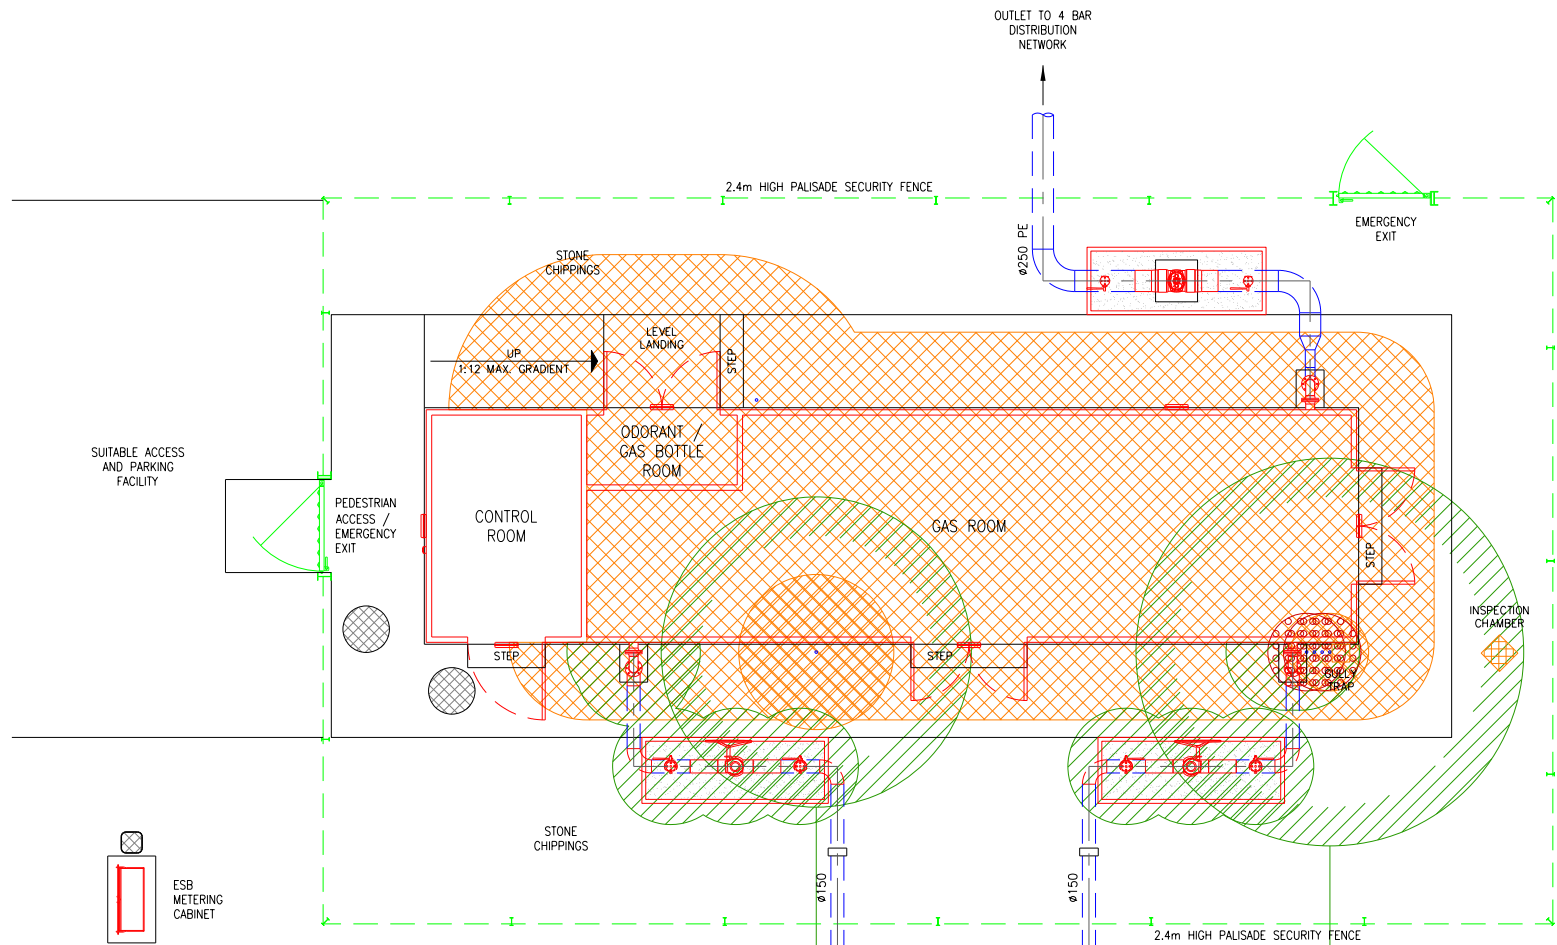 OUTLET TO 4 BAR
DISTRIBUTION
NETWORK
2.4m HIGH PALISADE SECURITY FENCE
EMERGENCY
EXIT
ø250 PE
STONE
CHIPPINGS
LEVEL
LANDING
STEP
UP
1:12 MAX. GRADIENT
ODORANT /
GAS BOTTLE
ROOM
SUITABLE ACCESS
AND PARKING
FACILITY
PEDESTRIAN
ACCESS /
EMERGENCY
EXIT
CONTROL
ROOM
GAS ROOM
STEP
INSPECTION
CHAMBER
STEP
STEP
GULLY
TRAP
STONE
CHIPPINGS
ESB
METERING
CABINET
ø150
ø150
2.4m HIGH PALISADE SECURITY FENCE